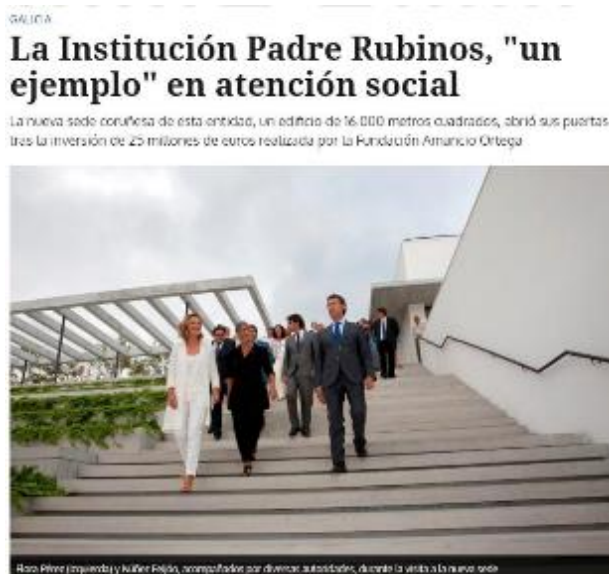 GALICIA
La Institución Padre Rubinos, "un
ejemplo" en atención social
La nueva sede coruñesa de esta entidad, un edificio de 16.000 metros cuadrados, abrió sus puertas
tras la inversión de 25 millones de euros realizada por la Fundación Amancio Ortega
Flora Pérez (izquierda) y Núñez Feijóo, acompañados por diversas autoridades, durante la visita a la nueva sede